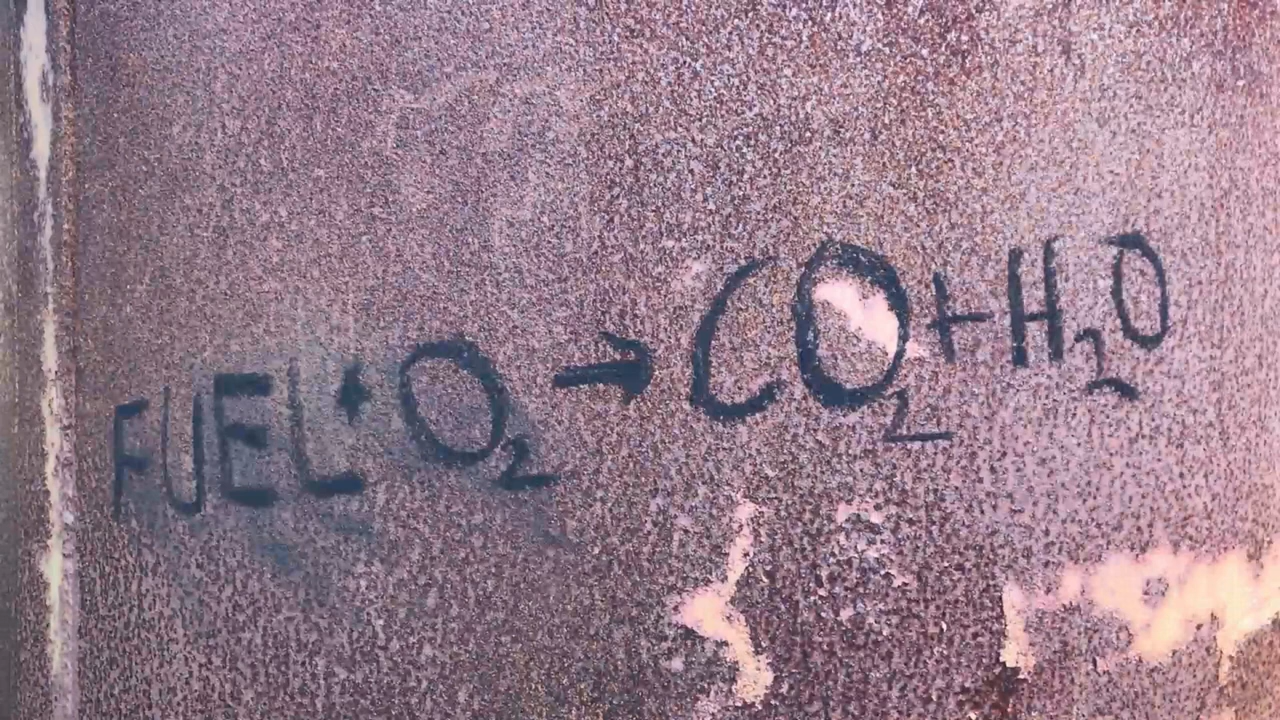 FUEL + O₂ → CO₂ + H₂O